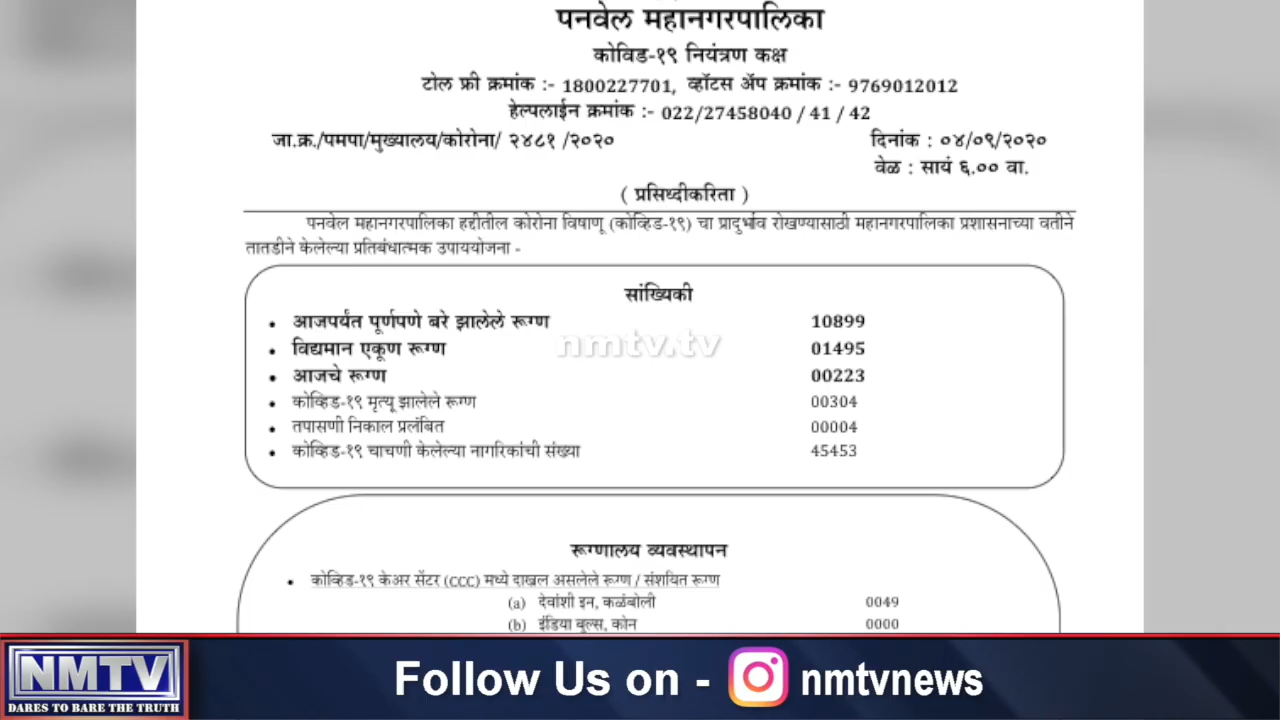 पनवेल महानगरपालिका
कोविड-१९ नियंत्रण कक्ष
टोल फ्री क्रमांक :- 1800227701, व्हॉटस ॲप क्रमांक :- 9769012012
हेल्पलाईन क्रमांक :- 022/27458040 / 41 / 42
जा.क्र./पमपा/मुख्यालय/कोरोना/ २४८१ /२०२० दिनांक : ०४/०९/२०२०
वेळ : सायं ६.०० वा.
( प्रसिध्दीकरिता )
पनवेल महानगरपालिका हद्दीतील कोरोना विषाणू (कोव्हिड-१९) चा प्रादुर्भाव रोखण्यासाठी महानगरपालिका प्रशासनाच्या वतीने
तातडीने केलेल्या प्रतिबंधात्मक उपाययोजना -
सांख्यिकी
• आजपर्यंत पूर्णपणे बरे झालेले रूग्ण 10899
• विद्यमान एकूण रूग्ण 01495
• आजचे रूग्ण 00223
• कोव्हिड-१९ मृत्यू झालेले रूग्ण 00304
• तपासणी निकाल प्रलंबित 00004
• कोव्हिड-१९ चाचणी केलेल्या नागरिकांची संख्या 45453
nmtv.tv
रूग्णालय व्यवस्थापन
• कोव्हिड-१९ केअर सेंटर (CCC) मध्ये दाखल असलेले रूग्ण / संशयित रूग्ण
(a) देवांशी इन, कळंबोली 0049
(b) इंडिया बुल्स, कोन 0000
NMTV
DARES TO BARE THE TRUTH
Follow Us on - nmtvnews